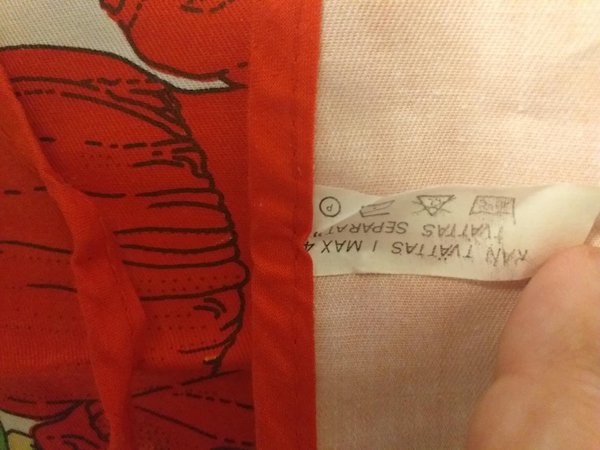 KAN TVÄTTAS I MAX 4
TVÄTTAS SEPARAT
P